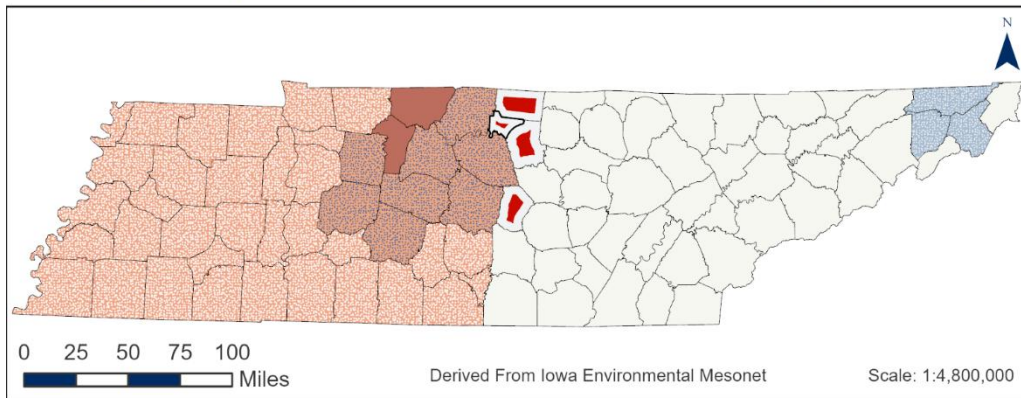 N
0 25 50 75 100
Miles
Derived From Iowa Environmental Mesonet
Scale: 1:4,800,000